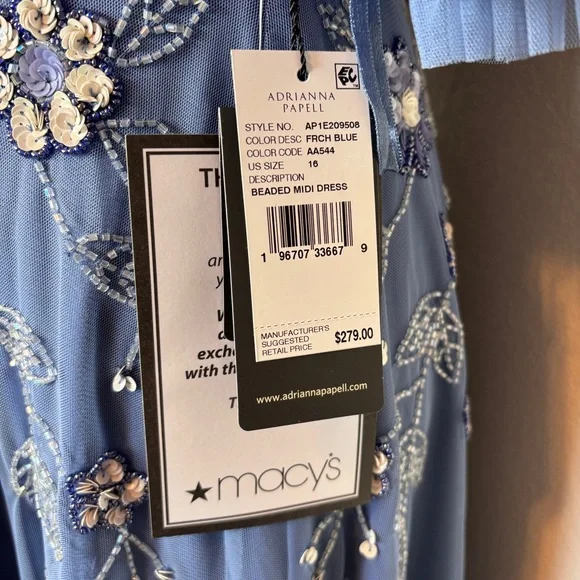 ADRIANNA
PAPELL
STYLE NO. AP1E209508
COLOR DESC FRCH BLUE
COLOR CODE AA544
US SIZE 16
DESCRIPTION
BEADED MIDI DRESS
1 96707 33667 9
MANUFACTURER'S
SUGGESTED
RETAIL PRICE $279.00
www.adriannapapell.com
TH
an
y
W
exch
with th
T
macy's